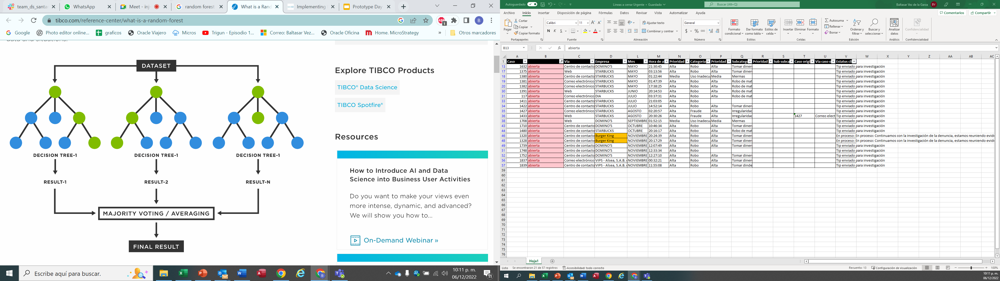 team_ds_santa
WhatsApp
Meet - inj-
random forest
What is a Ran
Implementing
Prototype Day
tibco.com/reference-center/what-is-a-random-forest
Google
Photo editor online...
graficos
Oracle Viajero
Micros
Trigun - Episodio 1...
Correo: Baltasar Vez...
Oracle Oficina
Home. MicroStrategy
»
Otros marcadores
data and situations.
DATASET
DECISION TREE-1
DECISION TREE-1
DECISION TREE-1
RESULT-1
RESULT-2
RESULT-N
MAJORITY VOTING / AVERAGING
FINAL RESULT
Explore TIBCO Products
TIBCO® Data Science
TIBCO Spotfire®
Resources
How to Introduce AI and Data
Science into Business User Activities
Do you want to make your views even
more intense, dynamic, and advanced?
We will show you how to...
On-Demand Webinar »
Escribe aquí para buscar.
10:11 p. m.
06/12/2022
11
Autoguardado
Lineas a cerrar Urgente • Guardado
Buscar (Alt+Q)
Baltasar Vez de la Garza
BV
Archivo Inicio Insertar Disposición de página Fórmulas Datos Revisar Vista Automatizar Ayuda
Comentarios
Compartir
Pegar
Cortar
Copiar
Copiar formato
Portapapeles
Calibri 11
N K S
Fuente
Ajustar texto
Combinar y centrar
Alineación
General
$ % 000
Número
Formato condicional
Dar formato como tabla
Estilos de celda
Estilos
Insertar Eliminar Formato
Celdas
Autosuma
Rellenar
Borrar
Ordenar y filtrar
Buscar y seleccionar
Edición
Analizar datos
Análisis
Confidencialidad
Confidencialidad
B13
abierta
A B C D L M N O P Q R S T U V W X Y Z AA AB AC
1 Caso Via Empresa Mes Hora de a Prioridad Categoria Prioridad Subcatego Prioridad Sub subca Caso origi Via caso o Estatus cli
13 1632 abierta Centro de contacto DOMINO'S MAYO 21:30:45 Alta Robo Alta Tomar diner Tip enviado para investigación
17 1375 abierta Web STARBUCKS MAYO 03:13:56 Alta Robo Alta Tomar diner Tip enviado para investigación
18 1380 abierta Centro de contacto STARBUCKS MAYO 01:22:44 Media Uso Inadecu Media Mermas Tip enviado para investigación
19 1381 abierta Correo electrónico STARBUCKS MAYO 01:47:39 Alta Robo Alta Robo de mat Tip enviado para investigación
20 1382 abierta Correo electrónico STARBUCKS MAYO 17:38:25 Alta Robo Alta Robo de mat Tip enviado para investigación
30 1391 abierta Web STARBUCKS JUNIO 20:14:53 Alta Robo Alta Robo de mat Tip enviado para investigación
31 117 abierta Correo electrónico DIA JULIO 03:37:31 Alta Robo Alta Robo de mat Tip enviado para investigación
33 1411 abierta Centro de contacto STARBUCKS JULIO 21:03:05 Alta Robo Tip enviado para investigación
34 1422 abierta Centro de contacto STARBUCKS JULIO 14:52:14 Alta Robo Alta Tomar diner Tip enviado para investigación
35 1427 abierta Correo electrónico STARBUCKS AGOSTO 02:20:57 Alta Fraude Alta Irregularidad Tip enviado para investigación
36 1433 abierta Web STARBUCKS AGOSTO 20:30:26 Alta Fraude Alta Irregularidad 1427 Correo elect Tip enviado para investigación
38 1708 abierta Web DOMINO'S SEPTIEMBRE 01:52:15 Media Uso Inadecu Media Mermas Tip enviado para investigación
43 1710 abierta Centro de contacto DOMINO'S OCTUBRE 10:46:34 Alta Robo Alta Tomar diner Tip enviado para investigación
44 1480 abierta Centro de contacto STARBUCKS OCTUBRE 20:16:17 Alta Robo Alta Robo de mat Tip enviado para investigación
46 1320 abierta Centro de contacto Burger King NOVIEMBRE 20:24:39 Alta Robo Alta Tomar diner En proceso: En proceso: Continuamos con la investigación de la denuncia, estamos reuniendo evide
48 1328 abierta Centro de contacto Burger King NOVIEMBRE 20:17:29 Alta Robo Alta Tomar diner En proceso: En proceso: Continuamos con la investigación de la denuncia, estamos reuniendo evide
49 1739 abierta Centro de contacto DOMINO'S NOVIEMBRE 12:07:49 Alta Robo Alta Tomar diner Tip enviado para investigación
51 1748 abierta Centro de contacto DOMINO'S NOVIEMBRE 12:33:34 Alta Robo Tip enviado para investigación
52 1752 abierta Centro de contacto DOMINO'S NOVIEMBRE 12:27:10 Alta Robo Alta Tomar diner Tip enviado para investigación
56 1837 abierta Correo electrónico VIPS - Alsea, S.A.B. NOVIEMBRE 00:32:21 Alta Robo Alta Tomar diner Tip enviado para investigación
57 1839 abierta Centro de contacto VIPS - Alsea, S.A.B. NOVIEMBRE 11:55:08 Alta Robo Alta Tomar dinde Tip enviado para investigación
59
60
61
62
63
64
65
66
67
68
69
70
71
72
73
74
75
76
Hoja1
Listo Se encontraron 21 de 57 registros Accesibilidad: todo correcto
Recuento: 13 Configuración de visualización 100%
10:11 p. m.
06/12/2022